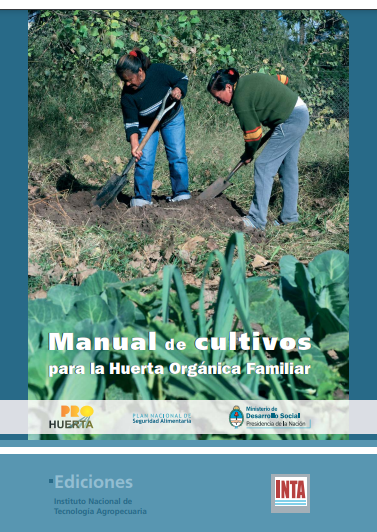 Manual de cultivos
para la Huerta Orgánica Familiar
PRO
HUERTA
PLAN NACIONAL DE
Seguridad Alimentaria
Ministerio de
Desarrollo Social
Presidencia de la Nación
Ediciones
Instituto Nacional de
Tecnología Agropecuaria
INTA